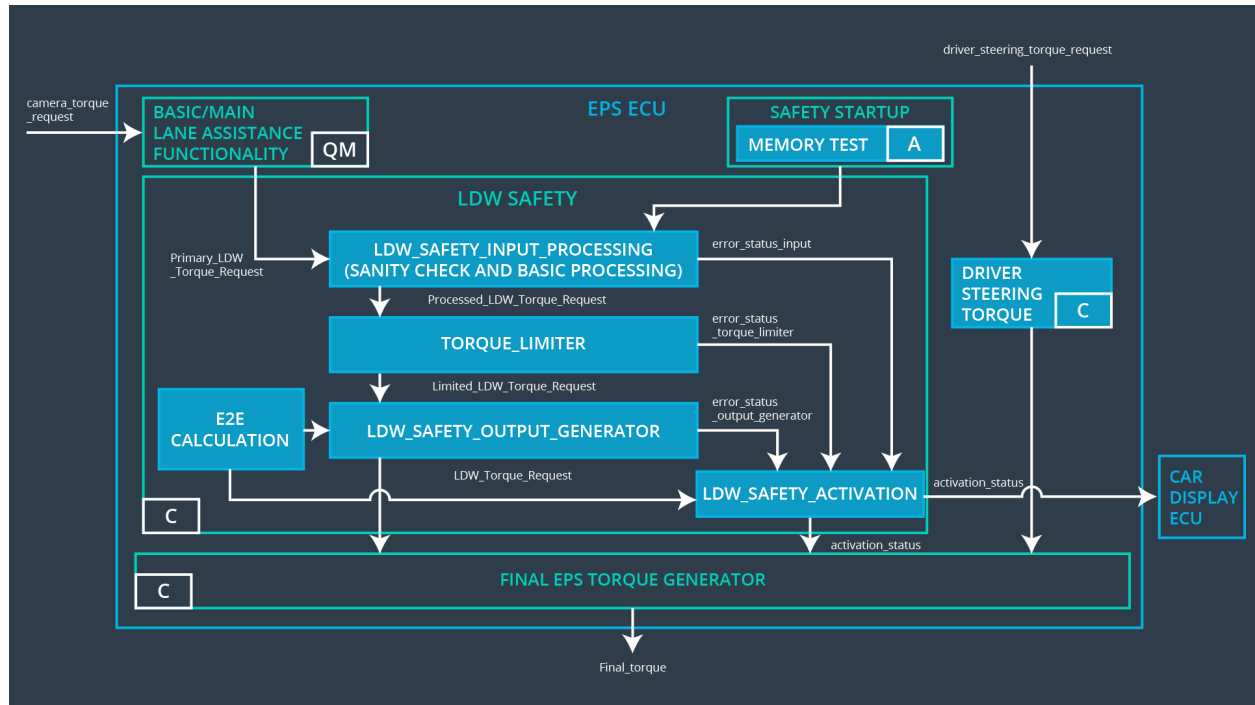 driver_steering_torque_request
camera_torque
_request
EPS ECU
BASIC/MAIN
LANE ASSISTANCE
FUNCTIONALITY
QM
SAFETY STARTUP
MEMORY TEST
A
LDW SAFETY
Primary_LDW
_Torque_Request
LDW_SAFETY_INPUT_PROCESSING
(SANITY CHECK AND BASIC PROCESSING)
error_status_input
DRIVER
STEERING
TORQUE
C
Processed_LDW_Torque_Request
TORQUE_LIMITER
error_status
_torque_limiter
Limited_LDW_Torque_Request
E2E
CALCULATION
LDW_SAFETY_OUTPUT_GENERATOR
error_status
_output_generator
LDW_Torque_Request
LDW_SAFETY_ACTIVATION
activation_status
CAR
DISPLAY
ECU
C
activation_status
FINAL EPS TORQUE GENERATOR
C
Final_torque